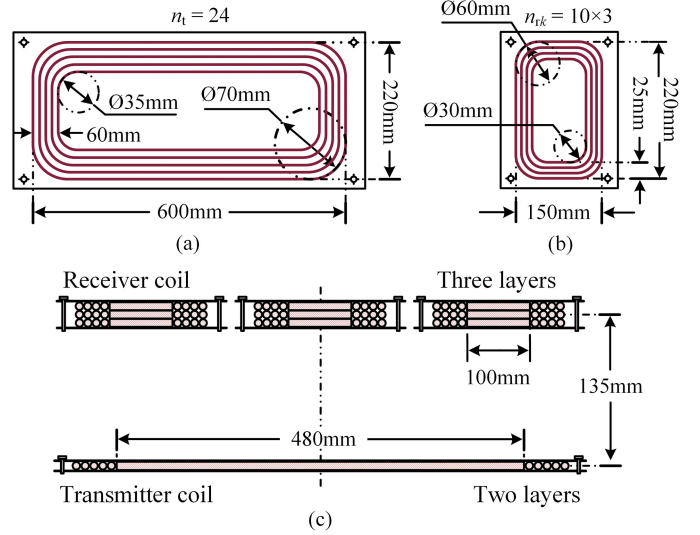 n_t = 24
Ø35mm
Ø70mm
60mm
220mm
600mm
(a)
n_rk = 10×3
Ø60mm
Ø30mm
25mm
220mm
150mm
(b)
Receiver coil
Three layers
100mm
135mm
480mm
Transmitter coil
Two layers
(c)